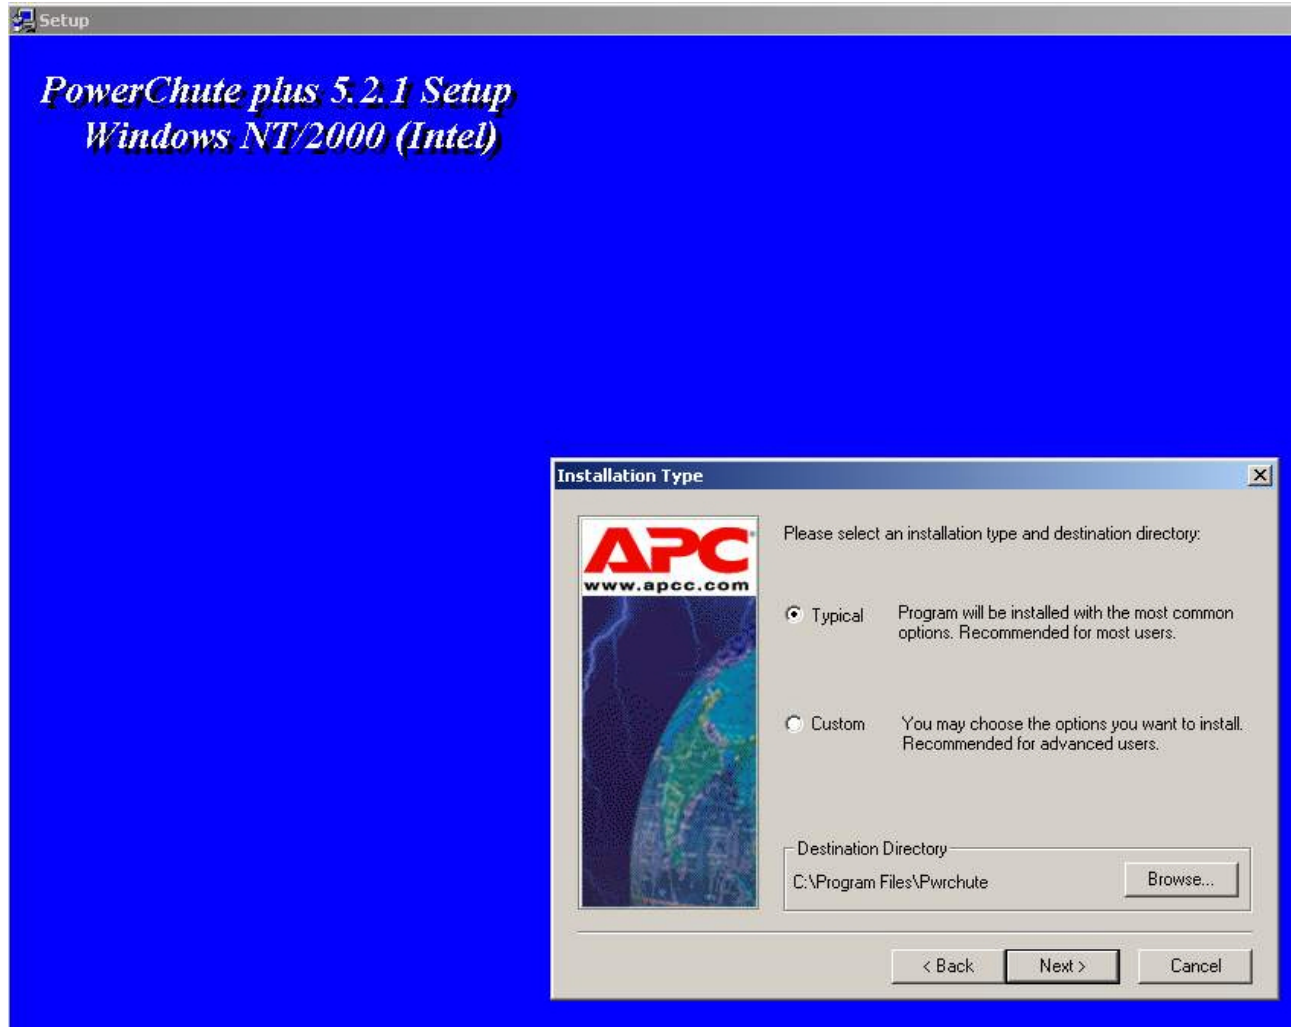 Setup
PowerChute plus 5.2.1 Setup
Windows NT/2000 (Intel)
Installation Type
APC
www.apcc.com
Please select an installation type and destination directory:
Typical Program will be installed with the most common
options. Recommended for most users.
Custom You may choose the options you want to install.
Recommended for advanced users.
Destination Directory
C:\Program Files\Pwrchute Browse...
< Back Next > Cancel